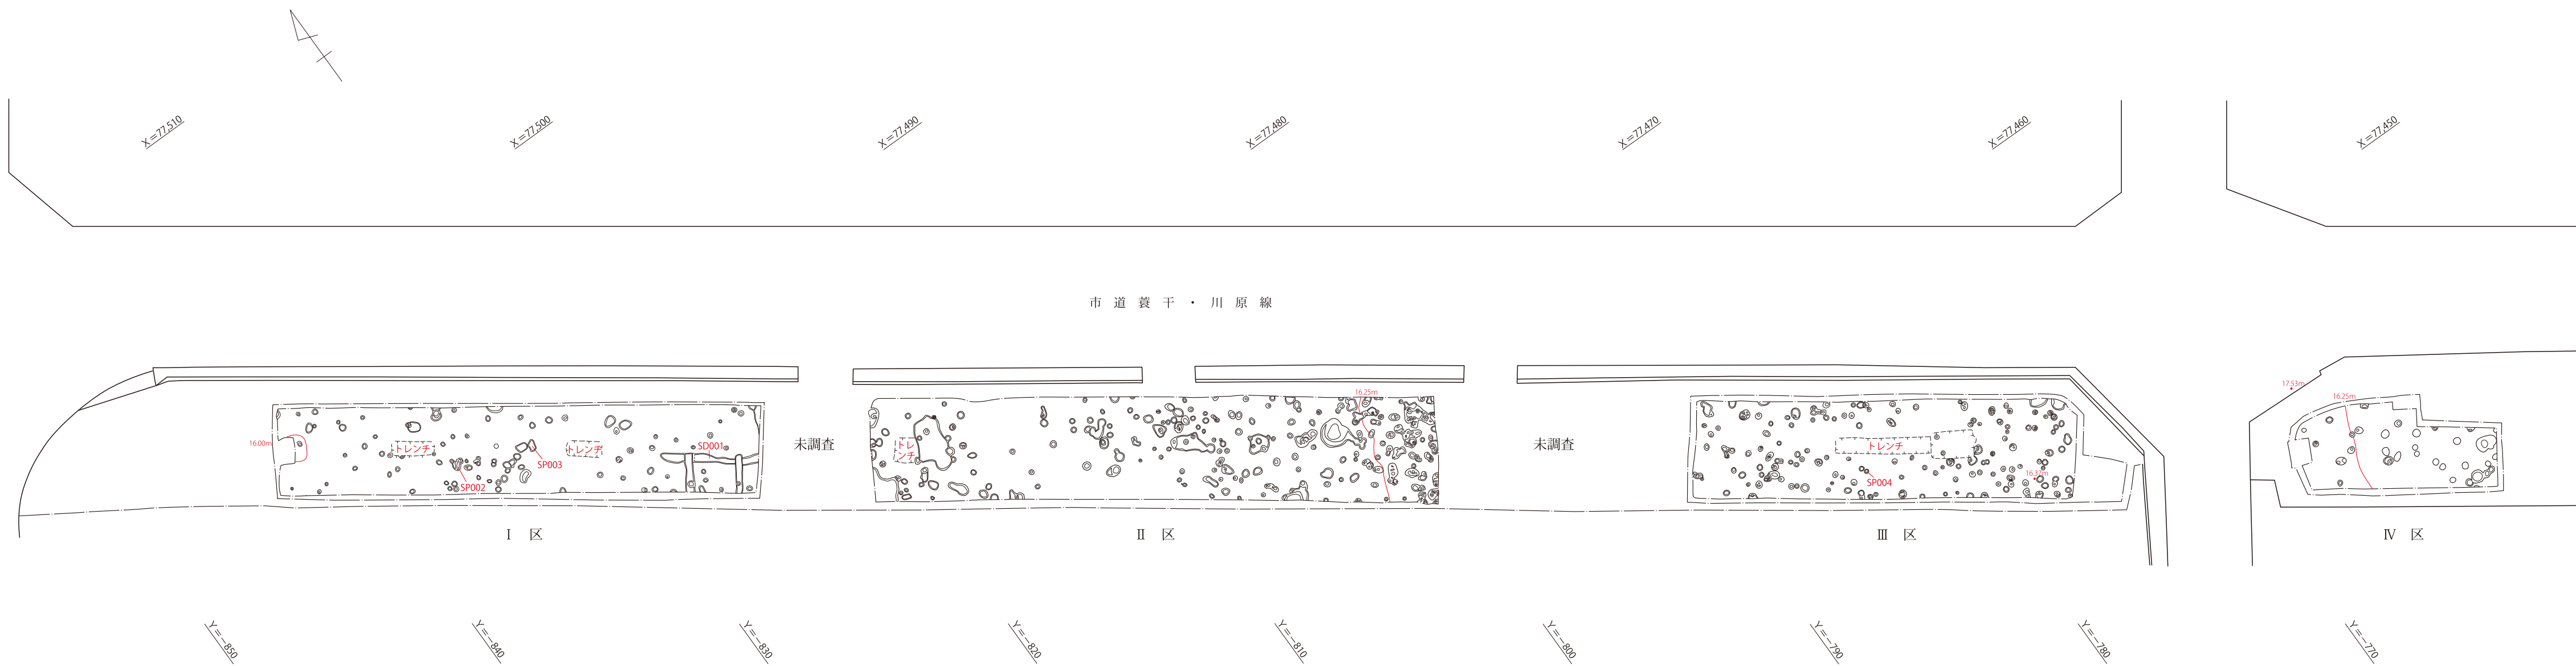 X＝77,510
X＝77,500
X＝77,490
X＝77,480
X＝77,470
X＝77,460
X＝77,450
市道蓑干・川原線
16.00m
トレンチ
SP002
SP003
トレンチ
SD001
未調査
トレ
ンチ
16.25m
未調査
トレンチ
SP004
16.37m
17.53m
16.25m
Ⅰ 区
Ⅱ 区
Ⅲ 区
Ⅳ 区
Y＝−850
Y＝−840
Y＝−830
Y＝−820
Y＝−810
Y＝−800
Y＝−790
Y＝−780
Y＝−770